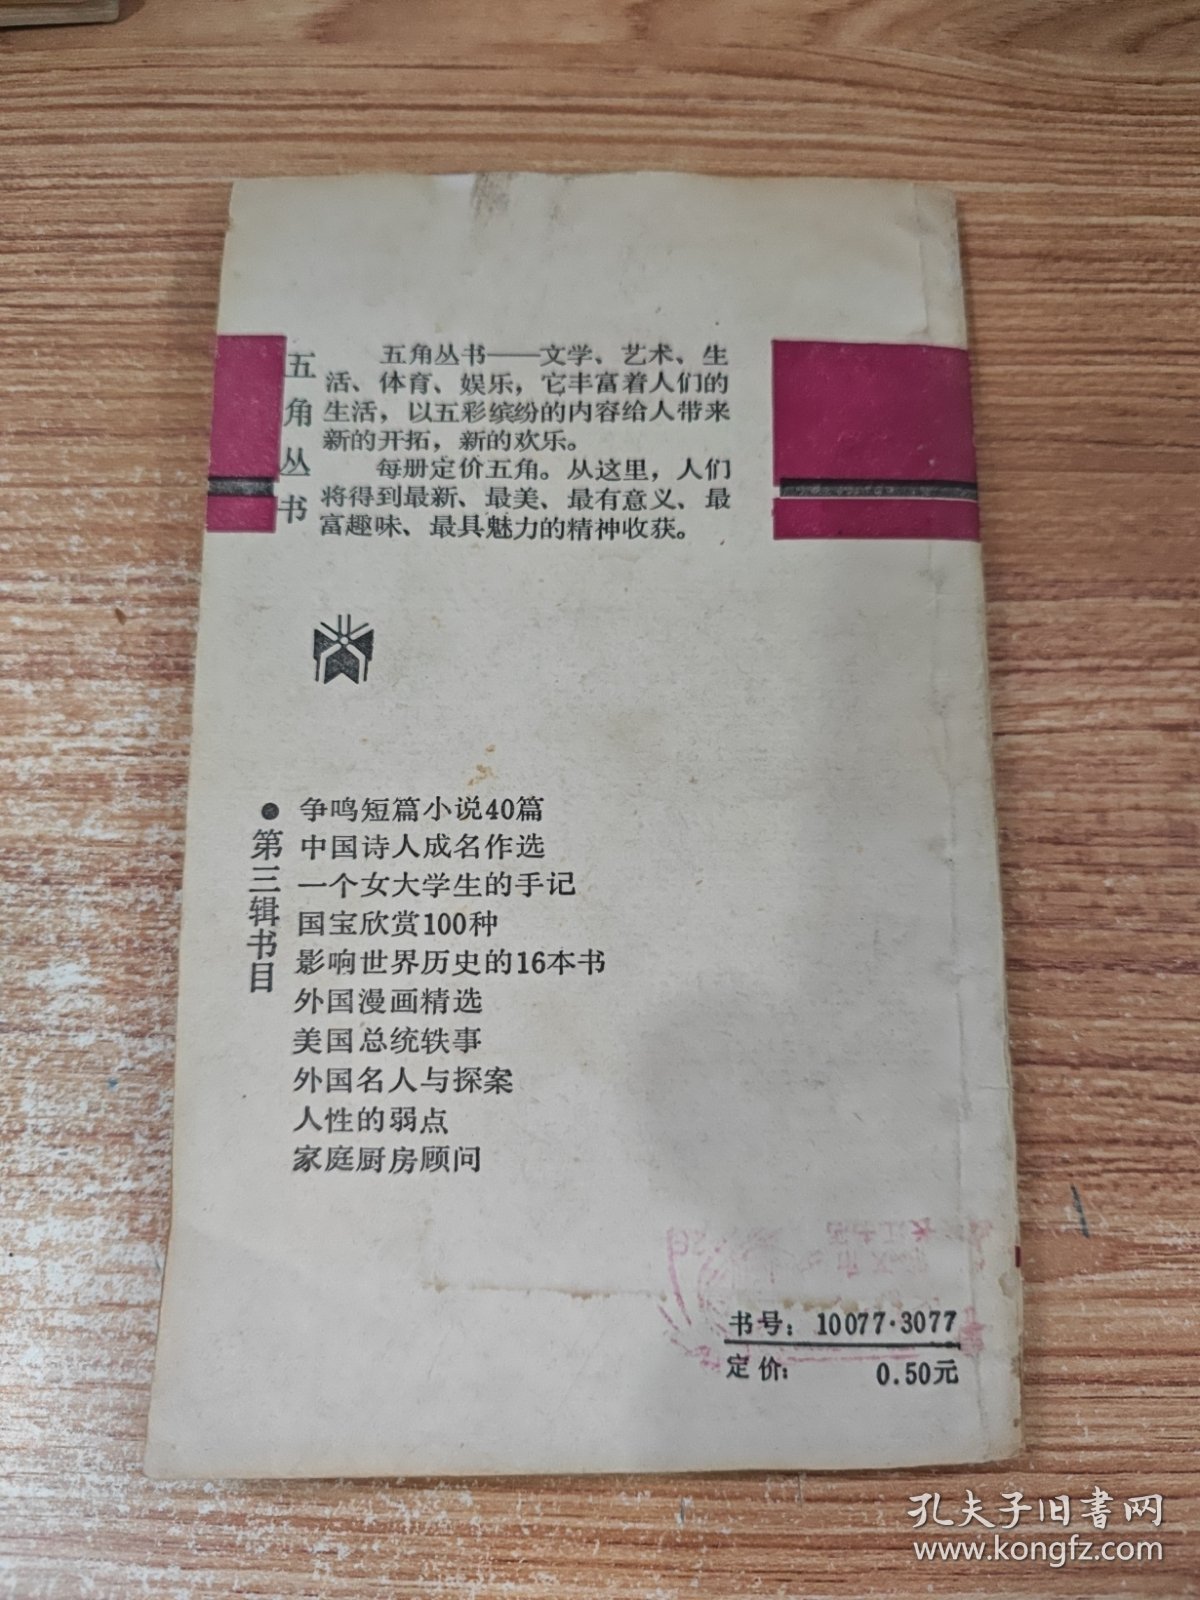 五角丛书
五角丛书——文学、艺术、生
活、体育、娱乐，它丰富着人们的
生活，以五彩缤纷的内容给人带来
新的开拓，新的欢乐。
每册定价五角。从这里，人们
将得到最新、最美、最有意义、最
富趣味、最具魅力的精神收获。
●第三辑书目
争鸣短篇小说40篇
中国诗人成名作选
一个女大学生的手记
国宝欣赏100种
影响世界历史的16本书
外国漫画精选
美国总统轶事
外国名人与探案
人性的弱点
家庭厨房顾问
书号：10077·3077
定价：0.50元
孔夫子旧书网
www.kongfz.com